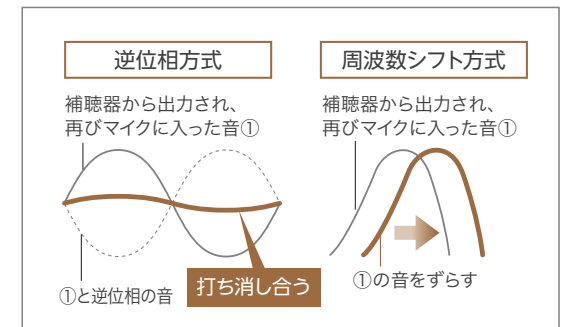 逆位相方式
補聴器から出力され、
再びマイクに入った音①
①と逆位相の音
打ち消し合う
周波数シフト方式
補聴器から出力され、
再びマイクに入った音①
①の音をずらす